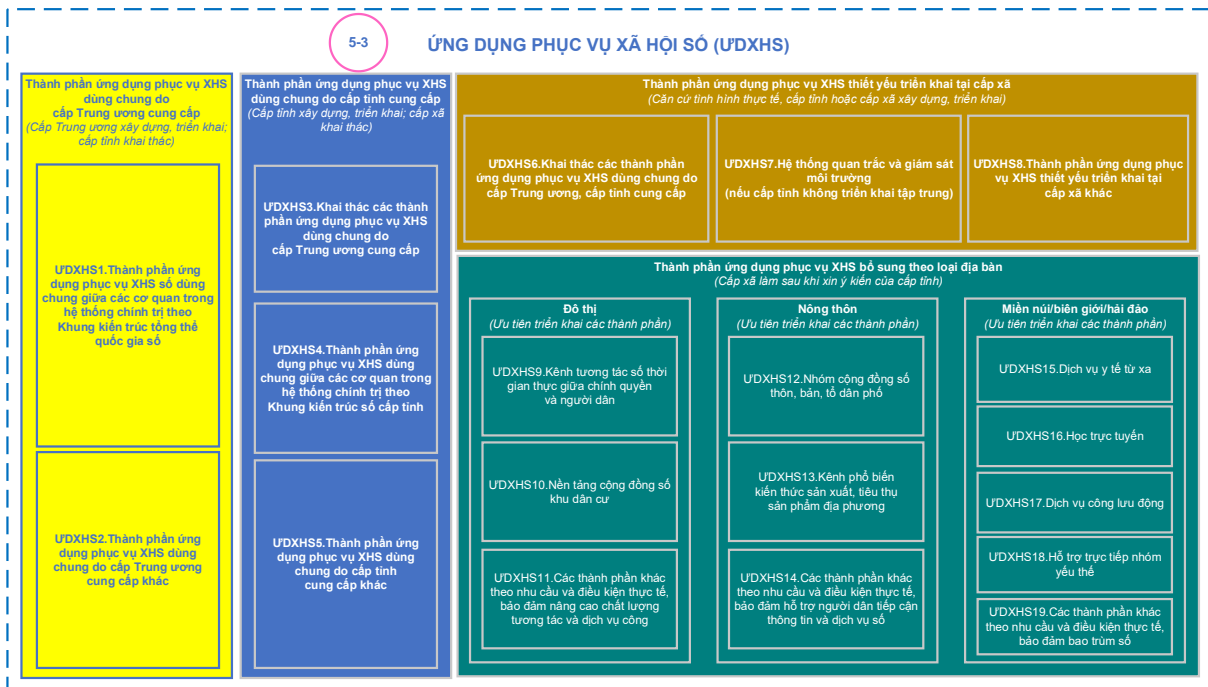 5-3
ỨNG DỤNG PHỤC VỤ XÃ HỘI SỐ (ƯDXHS)
Thành phần ứng dụng phục vụ XHS
dùng chung do
cấp Trung ương cung cấp
(Cấp Trung ương xây dựng, triển khai;
cấp tỉnh khai thác)
ƯDXHS1.Thành phần ứng
dụng phục vụ XHS số dùng
chung giữa các cơ quan trong
hệ thống chính trị theo
Khung kiến trúc tổng thể
quốc gia số
ƯDXHS2.Thành phần ứng
dụng phục vụ XHS dùng
chung do cấp Trung ương
cung cấp khác
Thành phần ứng dụng phục vụ XHS
dùng chung do cấp tỉnh cung cấp
(Cấp tỉnh xây dựng, triển khai; cấp xã
khai thác)
ƯDXHS3.Khai thác các thành
phần ứng dụng phục vụ XHS
dùng chung do
cấp Trung ương cung cấp
ƯDXHS4.Thành phần ứng
dụng phục vụ XHS dùng
chung giữa các cơ quan trong
hệ thống chính trị theo
Khung kiến trúc số cấp tỉnh
ƯDXHS5.Thành phần ứng
dụng phục vụ XHS dùng
chung do cấp tỉnh
cung cấp khác
Thành phần ứng dụng phục vụ XHS thiết yếu triển khai tại cấp xã
(Căn cứ tình hình thực tế, cấp tỉnh hoặc cấp xã xây dựng, triển khai)
ƯDXHS6.Khai thác các thành phần
ứng dụng phục vụ XHS dùng chung do
cấp Trung ương, cấp tỉnh cung cấp
ƯDXHS7.Hệ thống quan trắc và giám sát
môi trường
(nếu cấp tỉnh không triển khai tập trung)
ƯDXHS8.Thành phần ứng dụng phục
vụ XHS thiết yếu triển khai tại
cấp xã khác
Thành phần ứng dụng phục vụ XHS bổ sung theo loại địa bàn
(Cấp xã làm sau khi xin ý kiến của cấp tỉnh)
Đô thị
(Ưu tiên triển khai các thành phần)
ƯDXHS9.Kênh tương tác số thời
gian thực giữa chính quyền
và người dân
ƯDXHS10.Nền tảng cộng đồng số
khu dân cư
ƯDXHS11.Các thành phần khác
theo nhu cầu và điều kiện thực tế,
bảo đảm nâng cao chất lượng
tương tác và dịch vụ công
Nông thôn
(Ưu tiên triển khai các thành phần)
ƯDXHS12.Nhóm cộng đồng số
thôn, bản, tổ dân phố
ƯDXHS13.Kênh phổ biến
kiến thức sản xuất, tiêu thụ
sản phẩm địa phương
ƯDXHS14.Các thành phần khác
theo nhu cầu và điều kiện thực tế,
bảo đảm hỗ trợ người dân tiếp cận
thông tin và dịch vụ số
Miền núi/biên giới/hải đảo
(Ưu tiên triển khai các thành phần)
ƯDXHS15.Dịch vụ y tế từ xa
ƯDXHS16.Học trực tuyến
ƯDXHS17.Dịch vụ công lưu động
ƯDXHS18.Hỗ trợ trực tiếp nhóm
yếu thế
ƯDXHS19.Các thành phần khác
theo nhu cầu và điều kiện thực tế,
bảo đảm bao trùm số